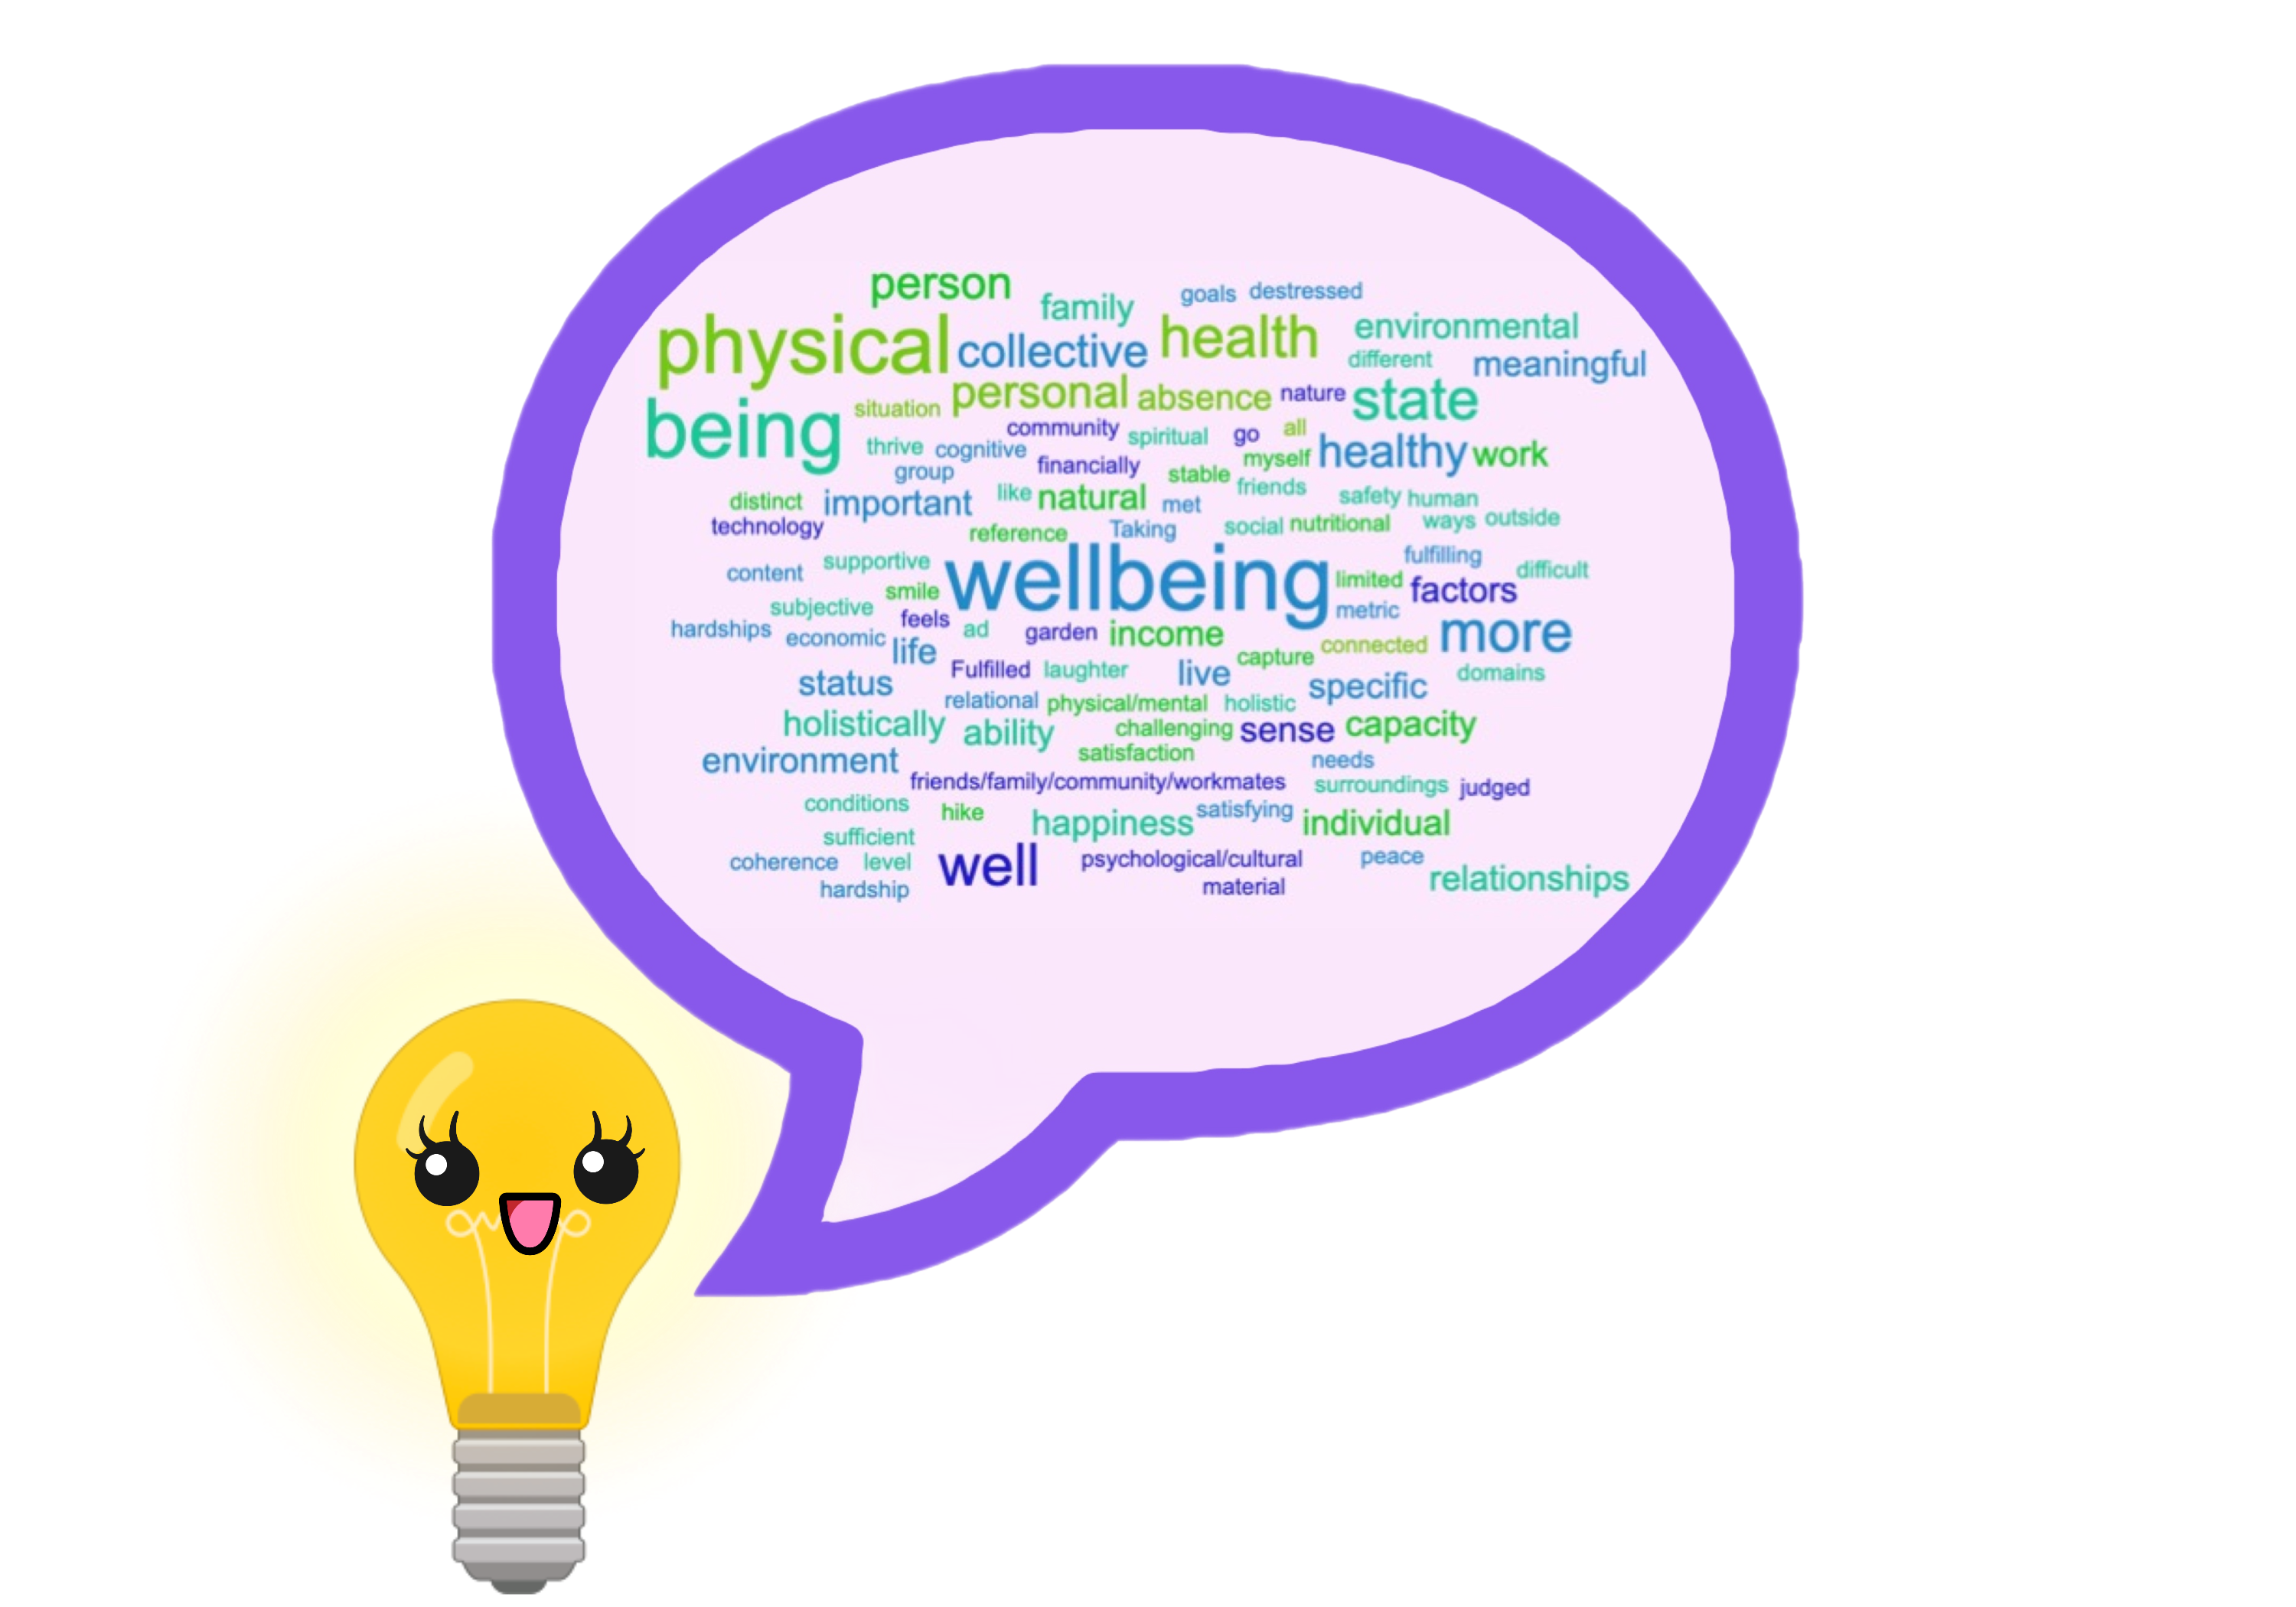 person family goals destressed
physical collective health environmental
different meaningful
being situation personal absence nature state
community spiritual go all
thrive cognitive financially myself healthy work
group stable friends
distinct important like natural met safety human
technology reference Taking social nutritional ways outside
content supportive wellbeing fulfilling difficult
smile limited factors
subjective feels metric
hardships economic life ad garden income connected more
Fulfilled laughter live capture domains
status relational physical/mental holistic specific
holistically ability challenging sense capacity
environment satisfaction needs
friends/family/community/workmates surroundings judged
conditions hike happiness satisfying individual
sufficient
coherence level well psychological/cultural peace relationships
hardship material